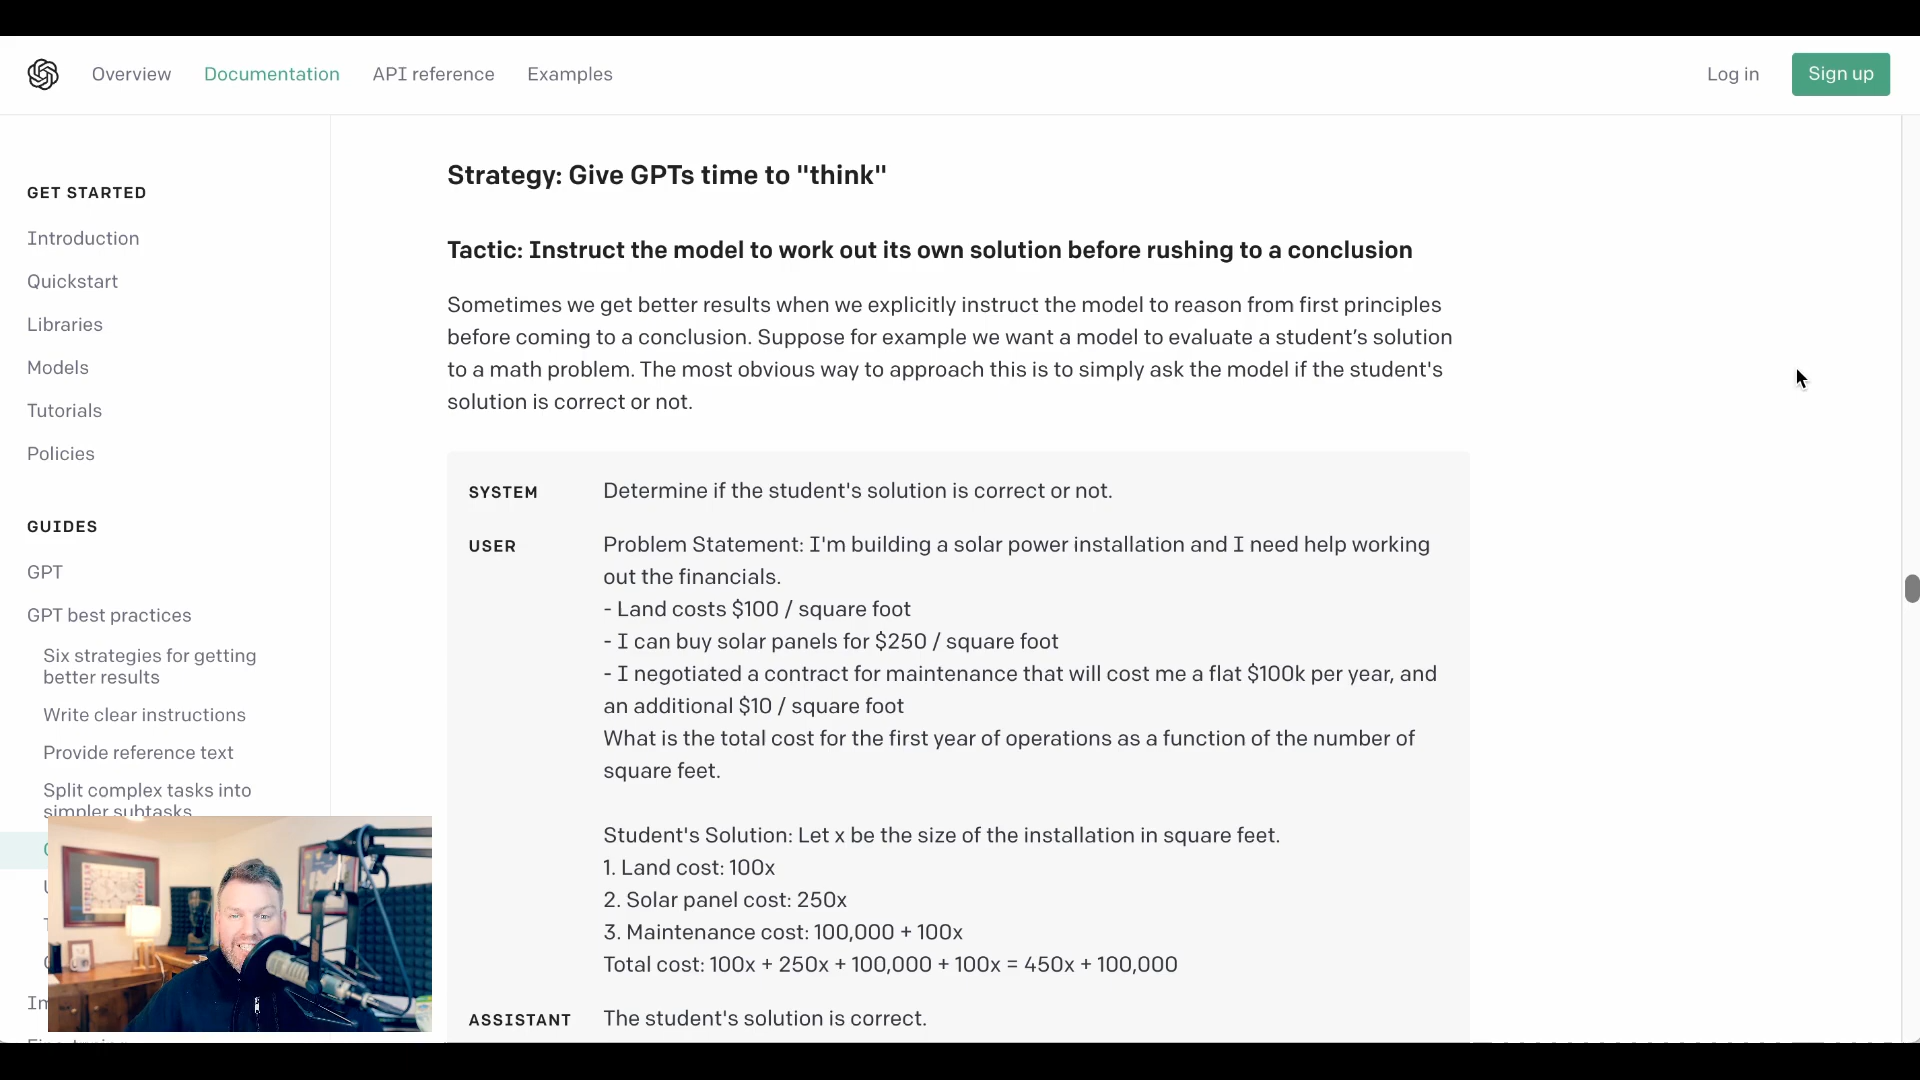 Overview
Documentation
API reference
Examples
Log in
Sign up
GET STARTED
Introduction
Quickstart
Libraries
Models
Tutorials
Policies
GUIDES
GPT
GPT best practices
Six strategies for getting
better results
Write clear instructions
Provide reference text
Split complex tasks into
simpler subtasks
Strategy: Give GPTs time to "think"
Tactic: Instruct the model to work out its own solution before rushing to a conclusion
Sometimes we get better results when we explicitly instruct the model to reason from first principles
before coming to a conclusion. Suppose for example we want a model to evaluate a student’s solution
to a math problem. The most obvious way to approach this is to simply ask the model if the student's
solution is correct or not.
SYSTEM
Determine if the student's solution is correct or not.
USER
Problem Statement: I'm building a solar power installation and I need help working
out the financials.
- Land costs $100 / square foot
- I can buy solar panels for $250 / square foot
- I negotiated a contract for maintenance that will cost me a flat $100k per year, and
an additional $10 / square foot
What is the total cost for the first year of operations as a function of the number of
square feet.
Student's Solution: Let x be the size of the installation in square feet.
1. Land cost: 100x
2. Solar panel cost: 250x
3. Maintenance cost: 100,000 + 100x
Total cost: 100x + 250x + 100,000 + 100x = 450x + 100,000
ASSISTANT
The student's solution is correct.